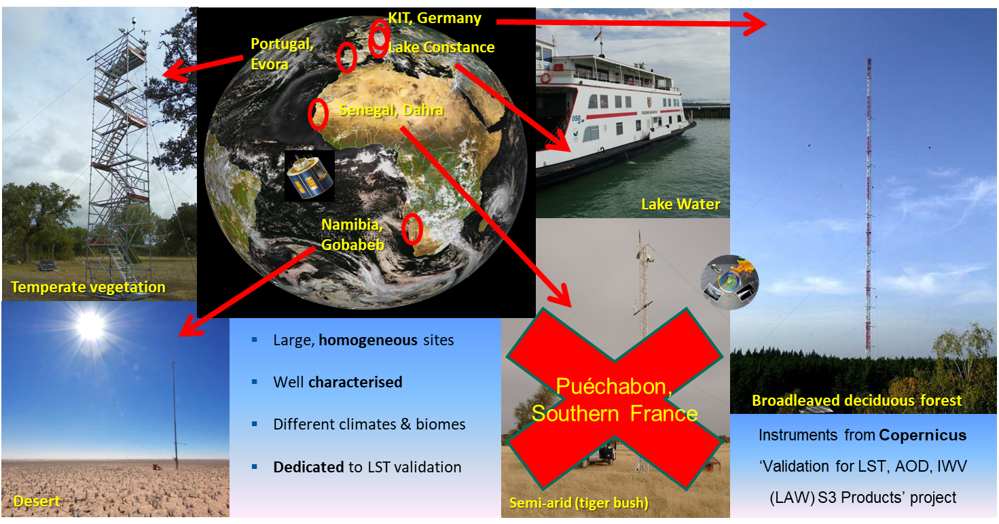 KIT, Germany
Portugal,
Evora
Lake Constance
Senegal, Dahra
Namibia,
Gobabeb
Temperate vegetation
BSB
Lake Water
Desert
▪ Large, homogeneous sites
▪ Well characterised
▪ Different climates & biomes
▪ Dedicated to LST validation
Puéchabon,
Southern France
Semi-arid (tiger bush)
Broadleaved deciduous forest
Instruments from Copernicus
‘Validation for LST, AOD, IWV
(LAW) S3 Products’ project